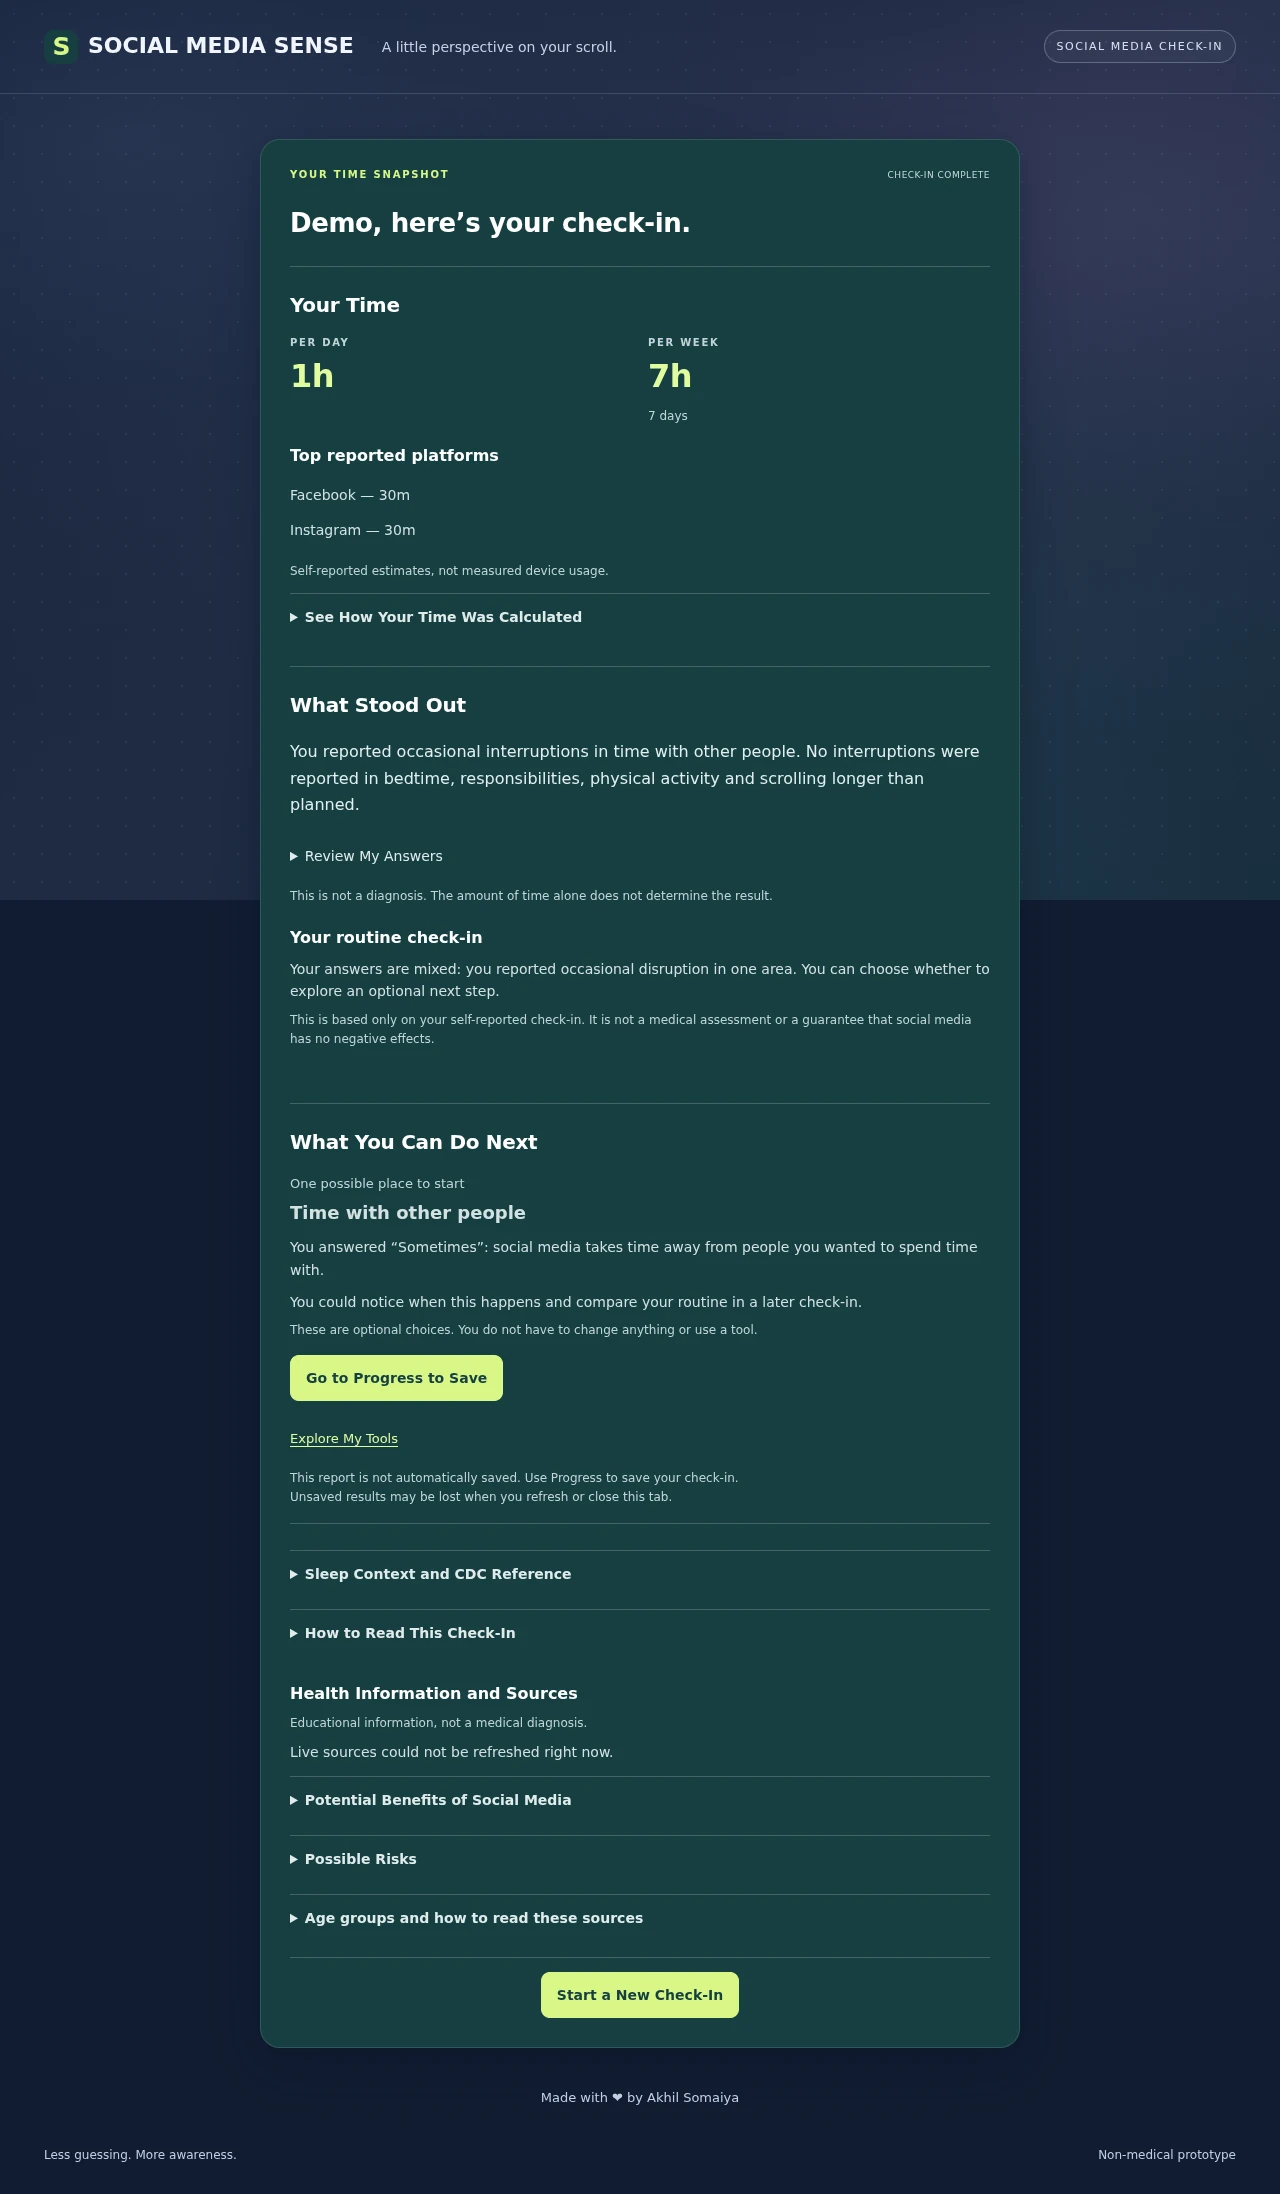 S SOCIAL MEDIA SENSE
A little perspective on your scroll.
SOCIAL MEDIA CHECK-IN
YOUR TIME SNAPSHOT
CHECK-IN COMPLETE
Demo, here’s your check-in.
Your Time
PER DAY
1h
PER WEEK
7h
7 days
Top reported platforms
Facebook — 30m
Instagram — 30m
Self-reported estimates, not measured device usage.
See How Your Time Was Calculated
What Stood Out
You reported occasional interruptions in time with other people. No interruptions were
reported in bedtime, responsibilities, physical activity and scrolling longer than
planned.
Review My Answers
This is not a diagnosis. The amount of time alone does not determine the result.
Your routine check-in
Your answers are mixed: you reported occasional disruption in one area. You can choose whether to
explore an optional next step.
This is based only on your self-reported check-in. It is not a medical assessment or a guarantee that social media
has no negative effects.
What You Can Do Next
One possible place to start
Time with other people
You answered “Sometimes”: social media takes time away from people you wanted to spend time
with.
You could notice when this happens and compare your routine in a later check-in.
These are optional choices. You do not have to change anything or use a tool.
Go to Progress to Save
Explore My Tools
This report is not automatically saved. Use Progress to save your check-in.
Unsaved results may be lost when you refresh or close this tab.
Sleep Context and CDC Reference
How to Read This Check-In
Health Information and Sources
Educational information, not a medical diagnosis.
Live sources could not be refreshed right now.
Potential Benefits of Social Media
Possible Risks
Age groups and how to read these sources
Start a New Check-In
Made with ❤ by Akhil Somaiya
Less guessing. More awareness.
Non-medical prototype